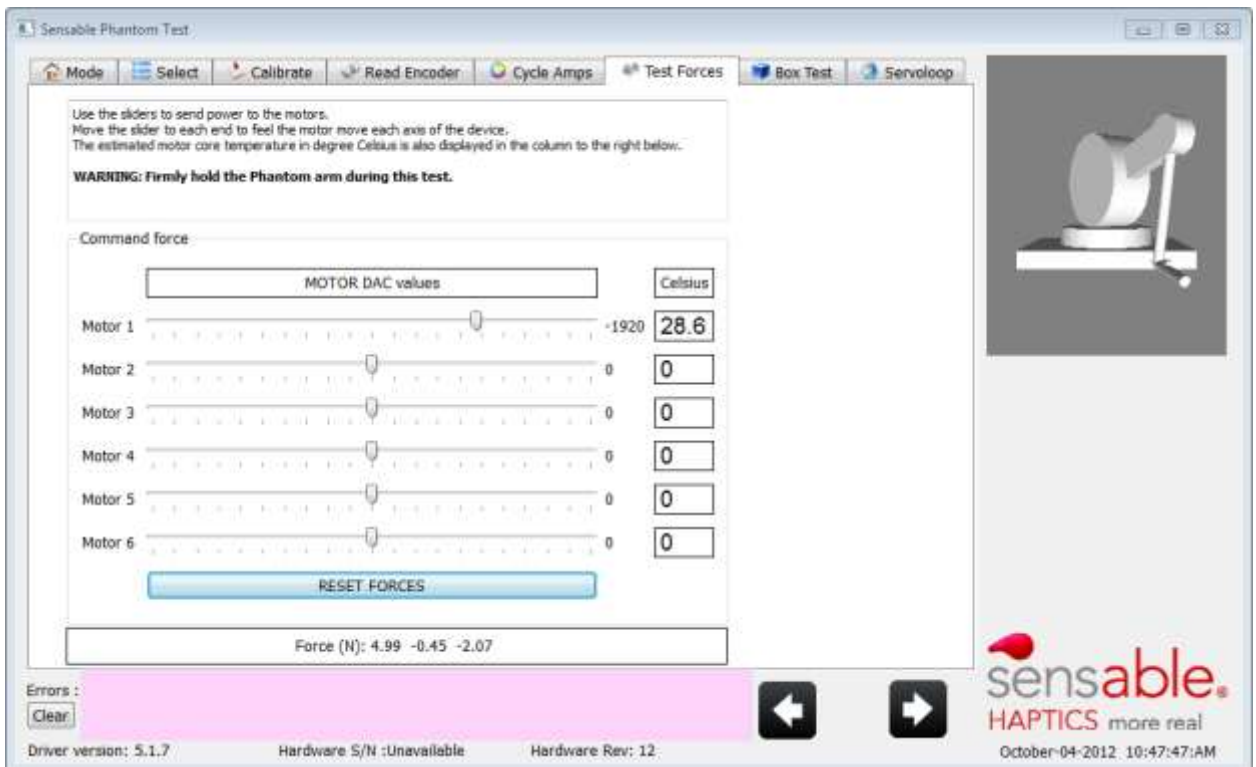 Sensable Phantom Test
Mode Select Calibrate Read Encoder Cycle Amps Test Forces Box Test Servoloop
Use the sliders to send power to the motors.
Move the slider to each end to feel the motor move each axis of the device.
The estimated motor core temperature in degree Celsius is also displayed in the column to the right below.
WARNING: Firmly hold the Phantom arm during this test.
Command force
MOTOR DAC values Celsius
Motor 1 -1920 28.6
Motor 2 0 0
Motor 3 0 0
Motor 4 0 0
Motor 5 0 0
Motor 6 0 0
RESET FORCES
Force (N): 4.99 -0.45 -2.07
Errors :
Clear
sensable®
HAPTICS more real
Driver version: 5.1.7 Hardware S/N :Unavailable Hardware Rev: 12 October-04-2012 10:47:47:AM